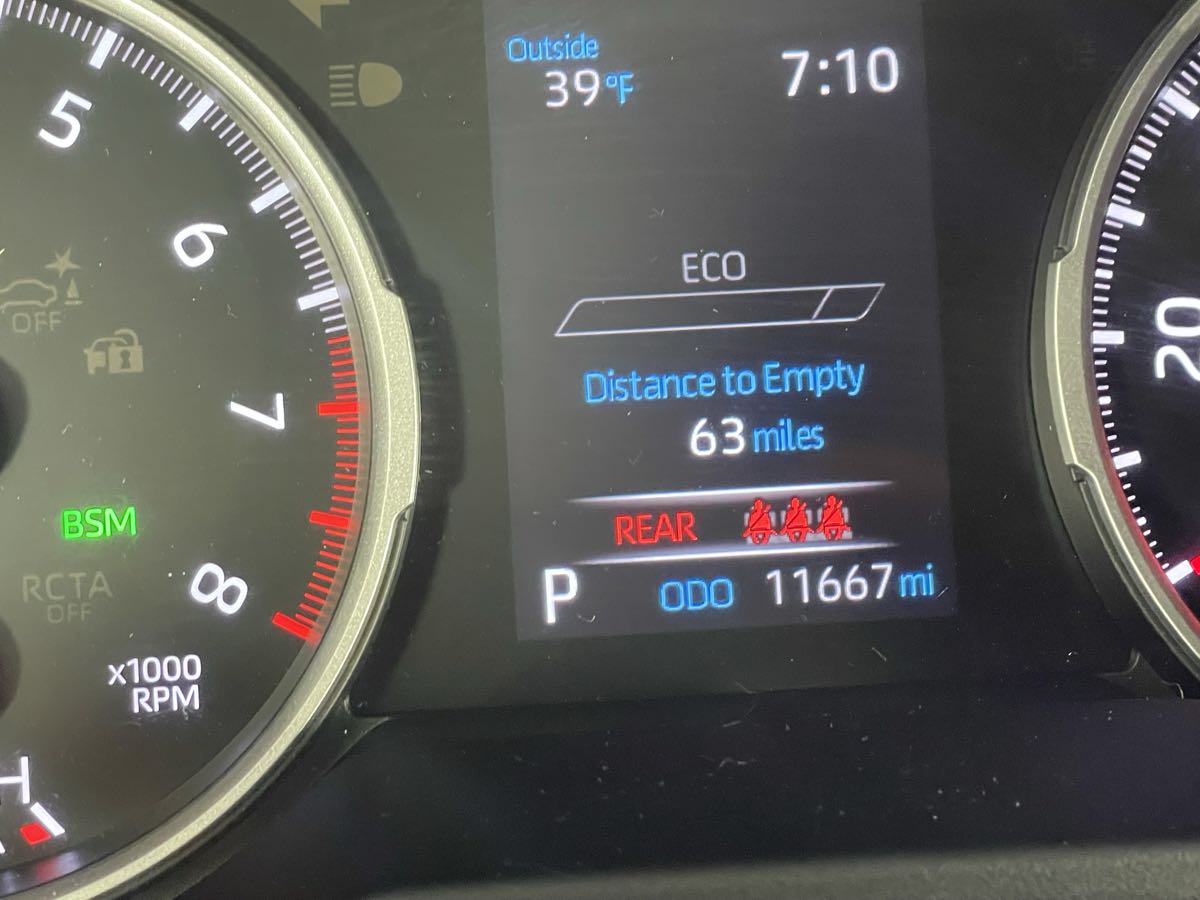 Outside
39°F
7:10
5
6
OFF
7
BSM
RCTA
OFF
8
x1000
RPM
H
ECO
Distance to Empty
63 miles
REAR
P ODO 11667 mi
20